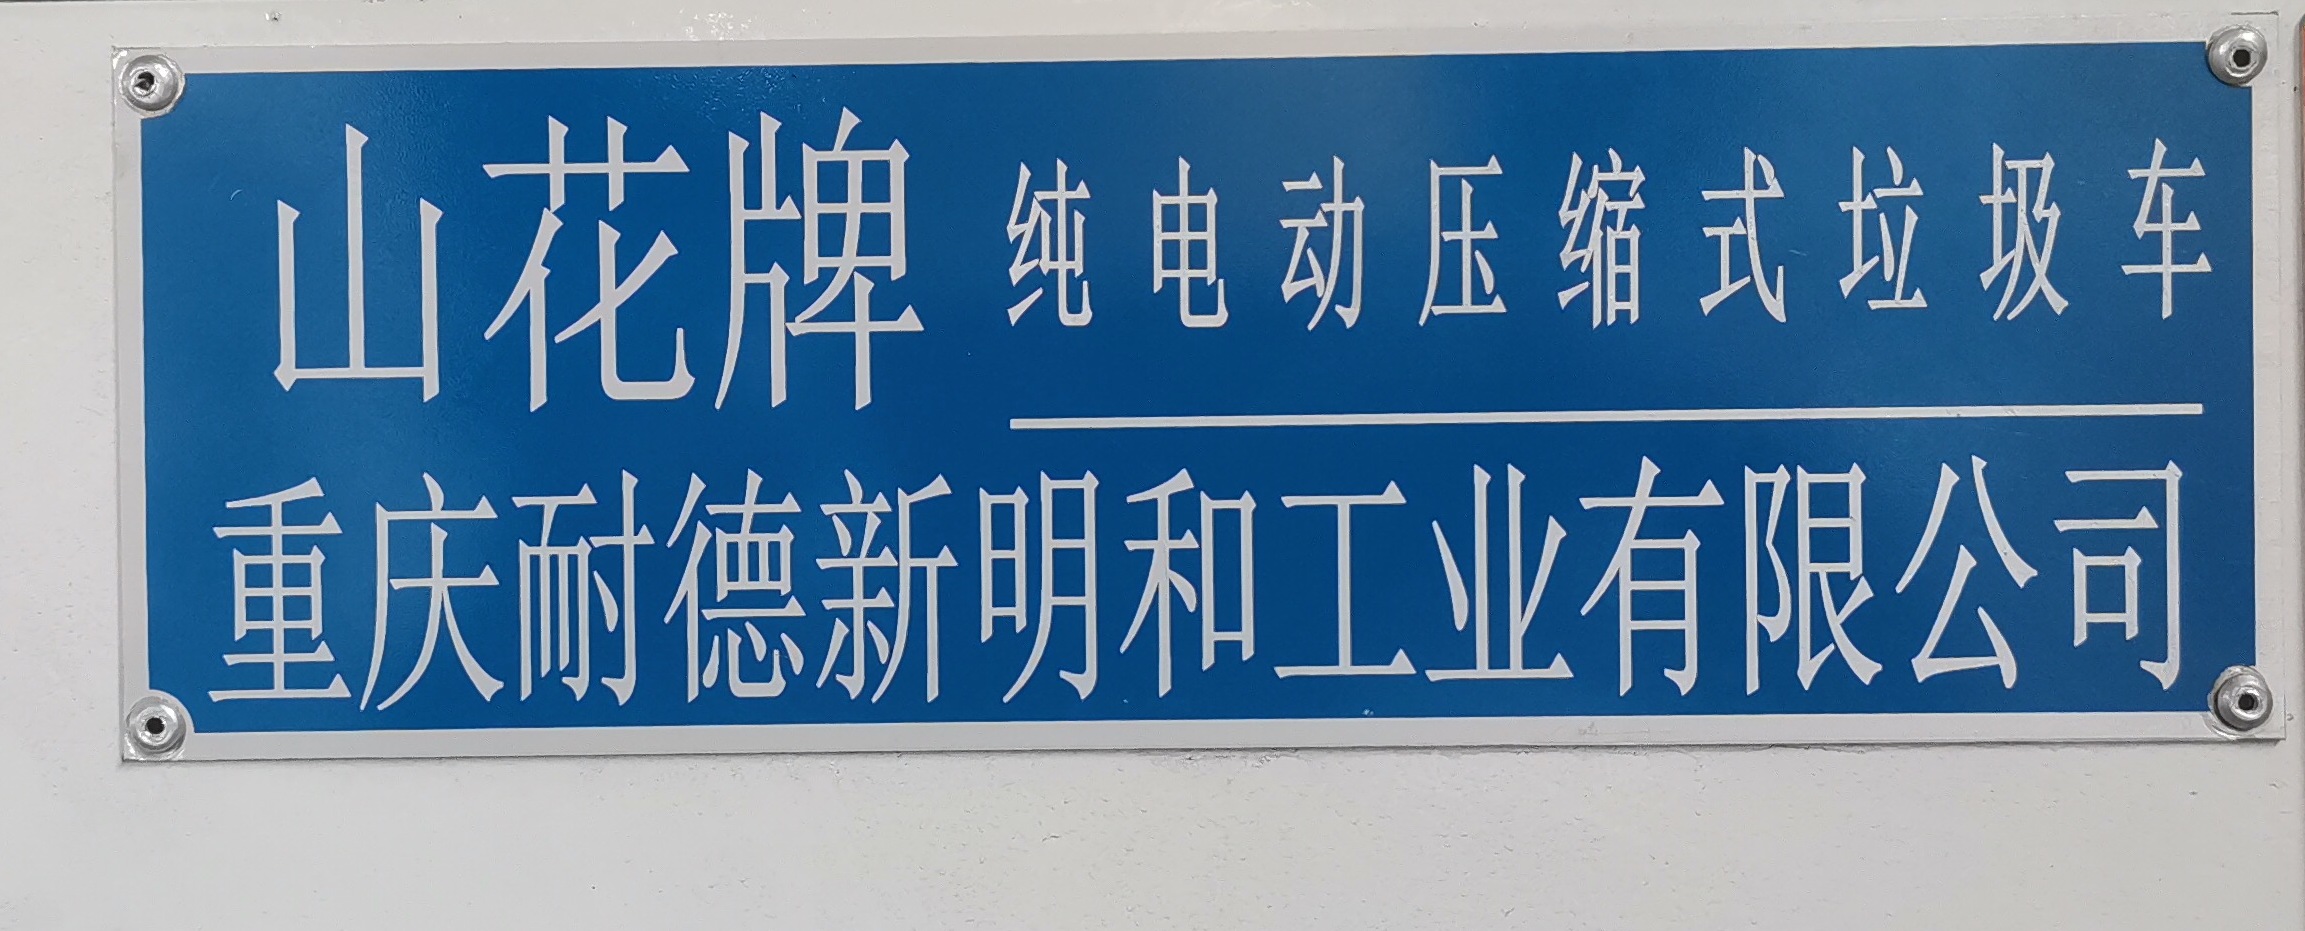 山花牌 纯电动压缩式垃圾车
重庆耐德新明和工业有限公司